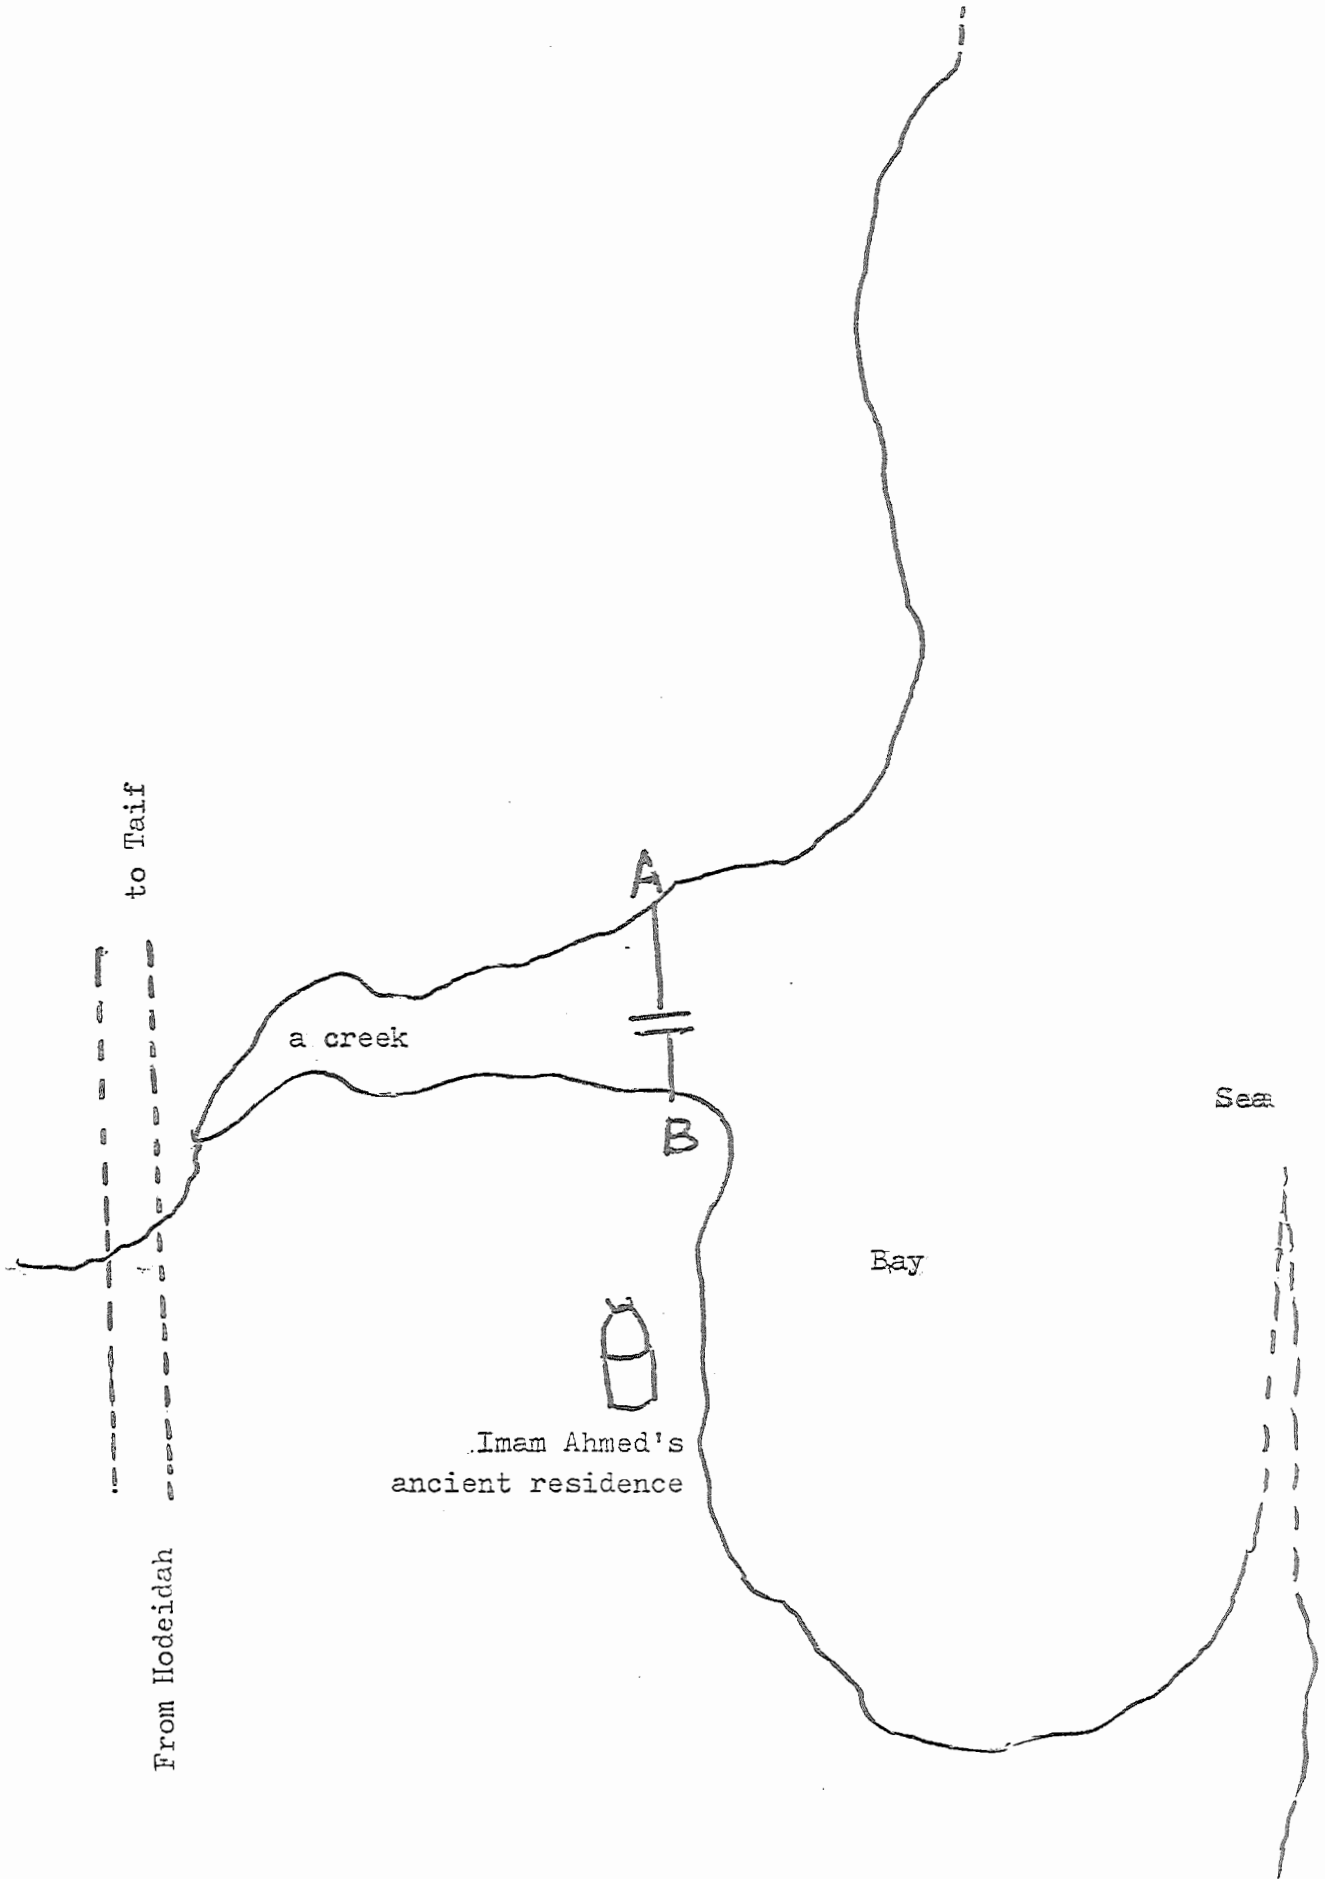 to Taif
A
a creek
B
Sea
Bay
Imam Ahmed's
ancient residence
From Hodeidah